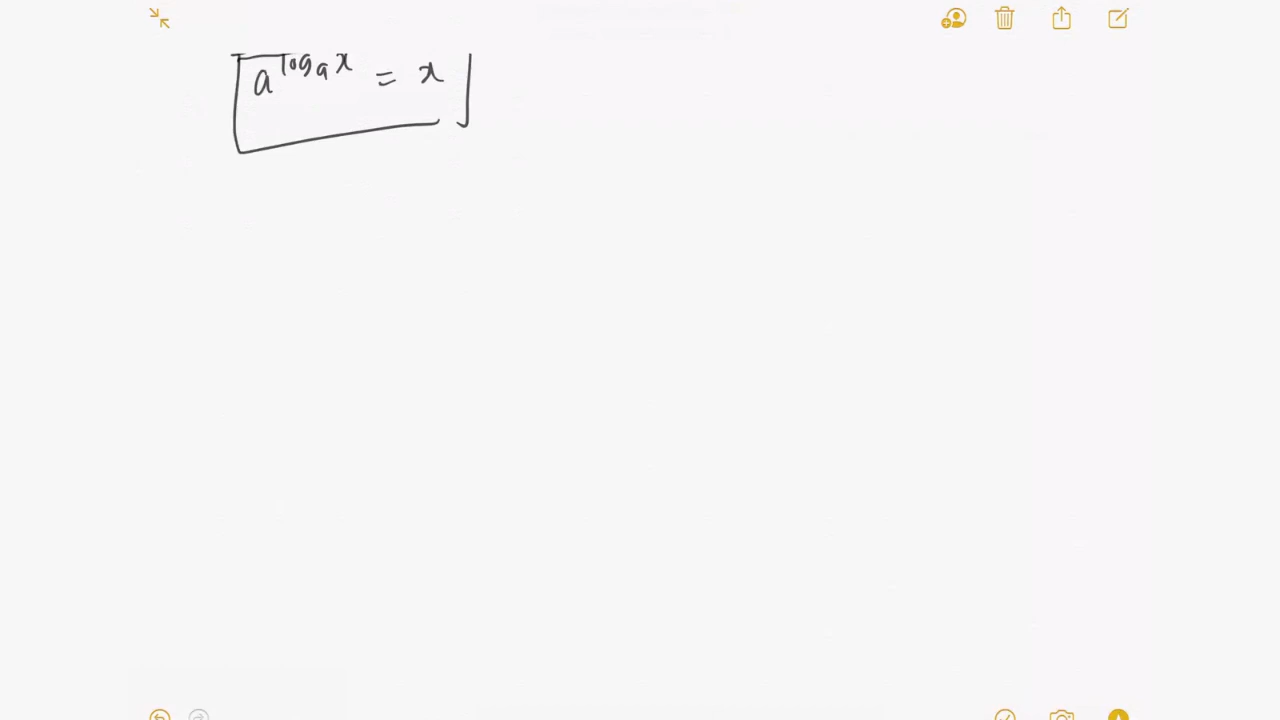 a^{log_a x} = x